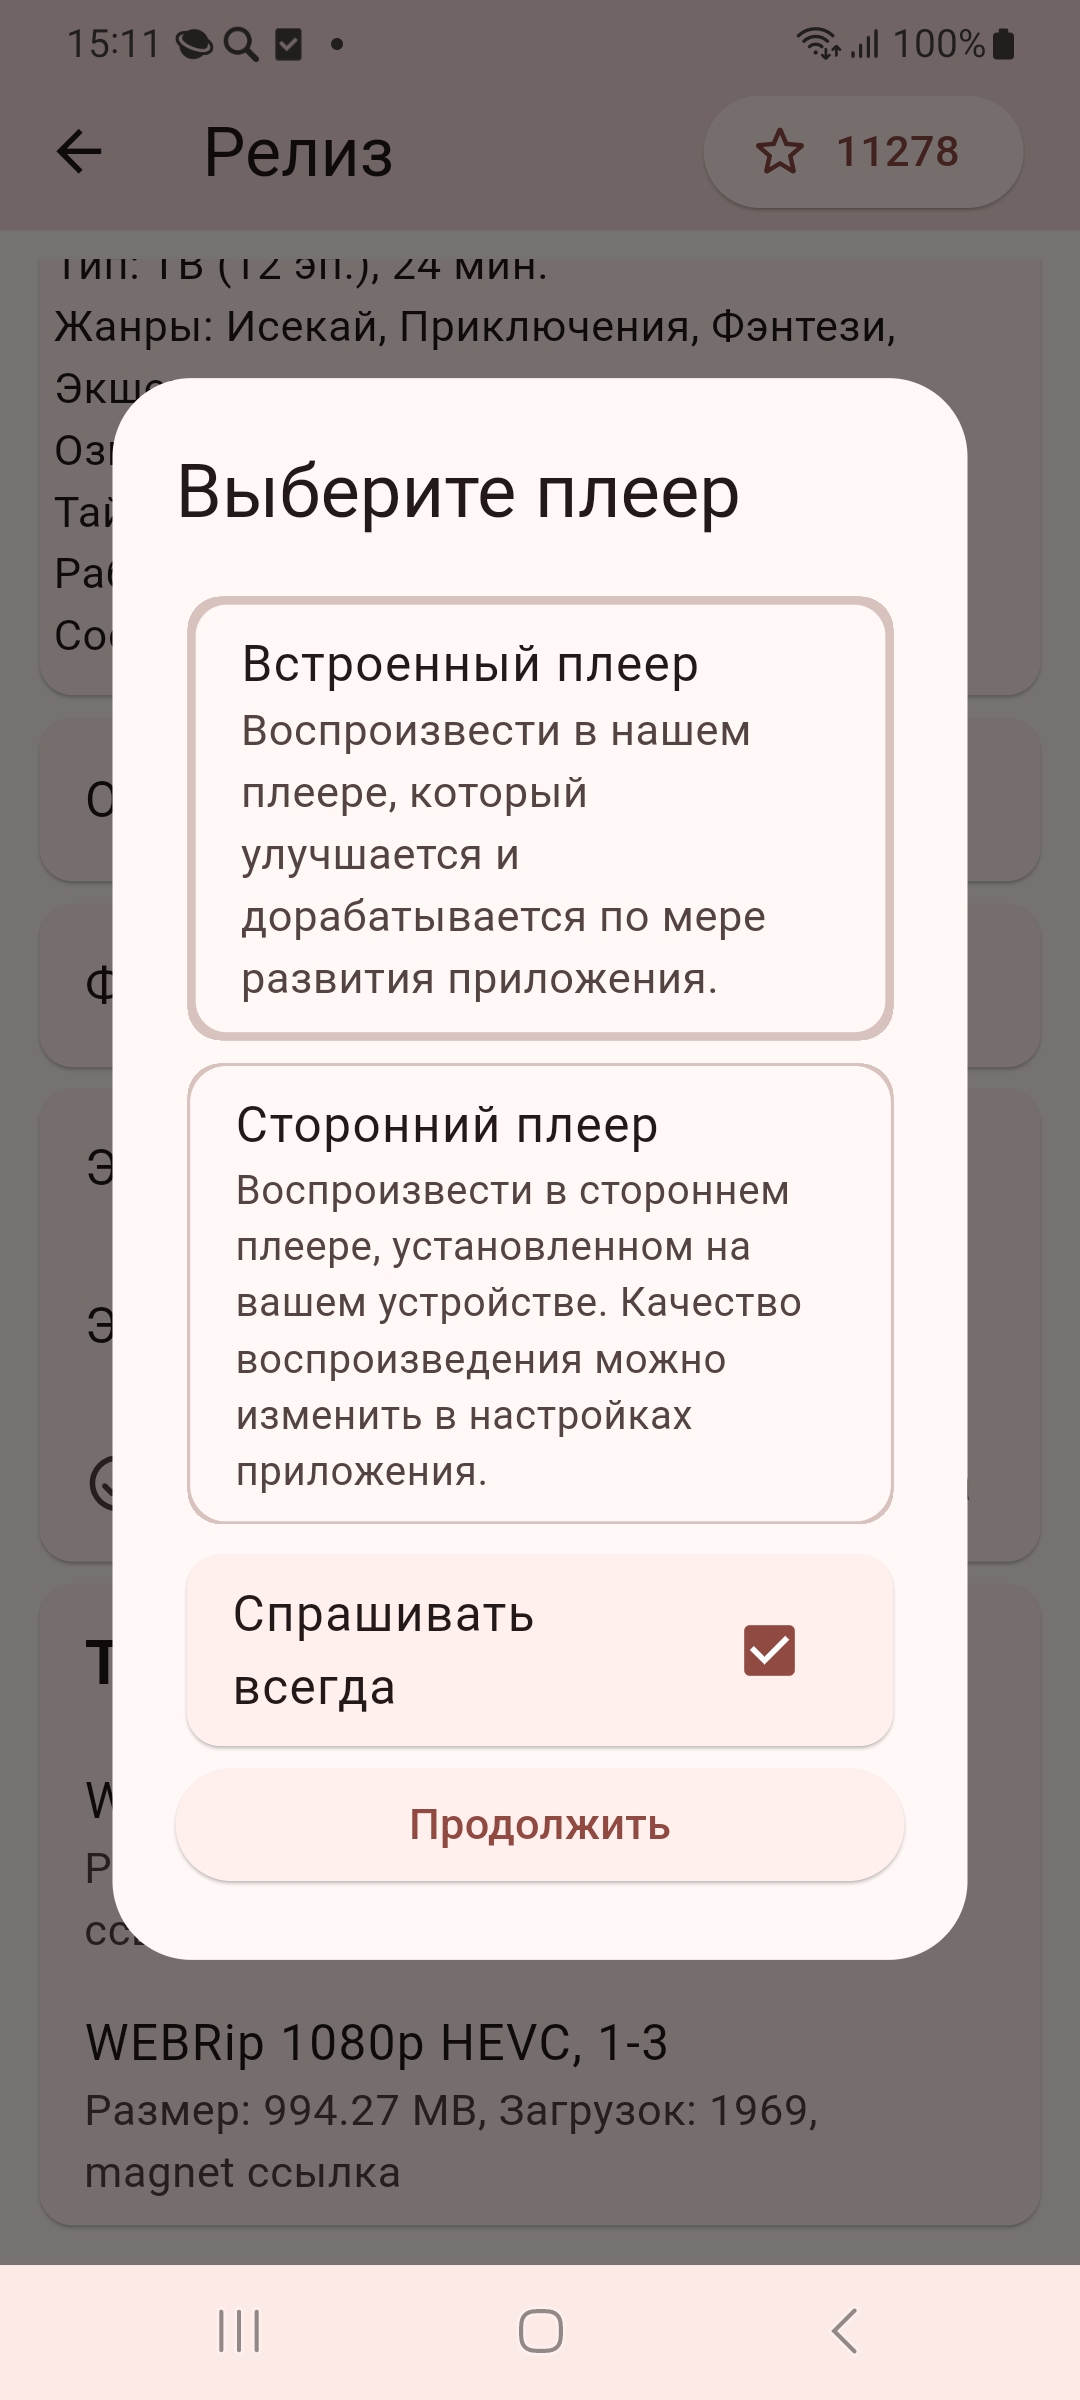 15:11
100%
Релиз
11278
Тип: ТВ (12 эп.), 24 мин.
Жанры: Исекай, Приключения, Фэнтези,
Выберите плеер
Встроенный плеер
Воспроизвести в нашем
плеере, который
улучшается и
дорабатывается по мере
развития приложения.
Сторонний плеер
Воспроизвести в стороннем
плеере, установленном на
вашем устройстве. Качество
воспроизведения можно
изменить в настройках
приложения.
Спрашивать
всегда
Продолжить
WEBRip 1080p HEVC, 1-3
Размер: 994.27 MB, Загрузок: 1969,
magnet ссылка